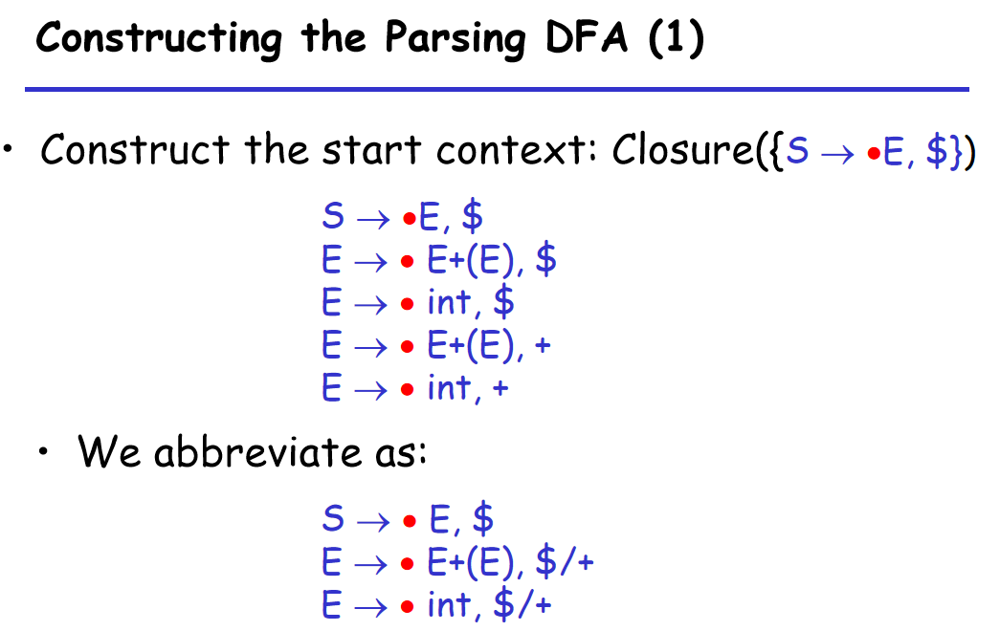 Constructing the Parsing DFA (1)
• Construct the start context: Closure({S → •E, $})
S → •E, $
E → • E+(E), $
E → • int, $
E → • E+(E), +
E → • int, +
• We abbreviate as:
S → • E, $
E → • E+(E), $/+
E → • int, $/+